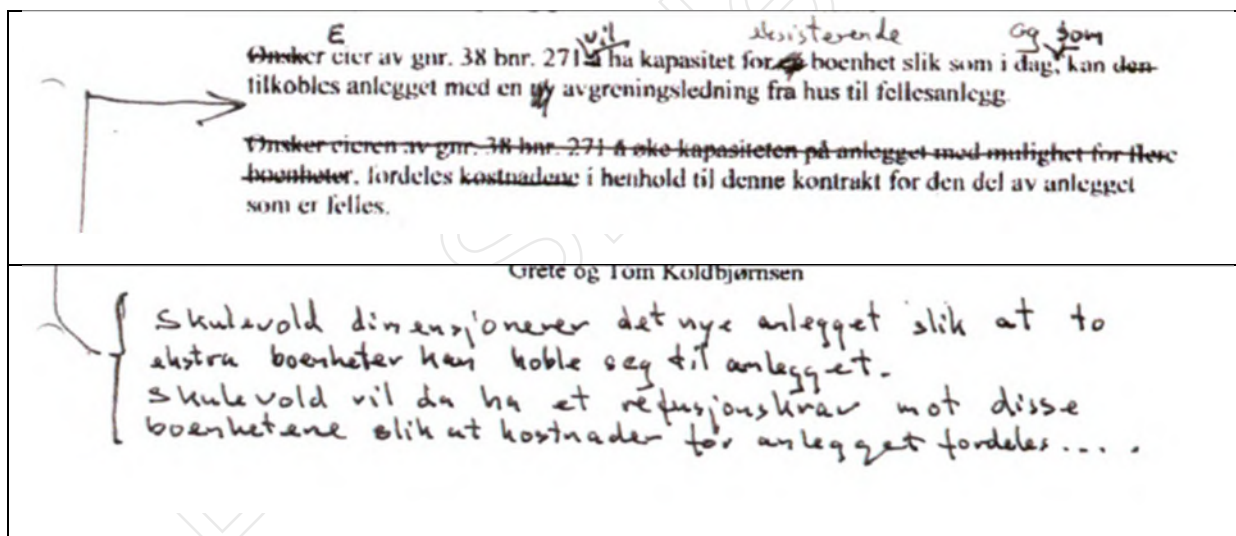 E vil eksisterende og som
Ønsker eier av gnr. 38 bnr. 271 å ha kapasitet for boenhet slik som i dag, kan den
tilkobles anlegget med en ny avgreningsledning fra hus til fellesanlegg.
Ønsker eieren av gnr. 38 bnr. 271 å øke kapasiteten på anlegget med mulighet for flere
boenheter, fordeles kostnadene i henhold til denne kontrakt for den del av anlegget
som er felles.
Grete og Tom Koldbjørnsen
Skulevold dimensjonerer det nye anlegget slik at to
ekstra boenheter kan koble seg til anlegget.
Skulevold vil da ha et refusjonskrav mot disse
boenhetene slik at kostnader for anlegget fordeles....